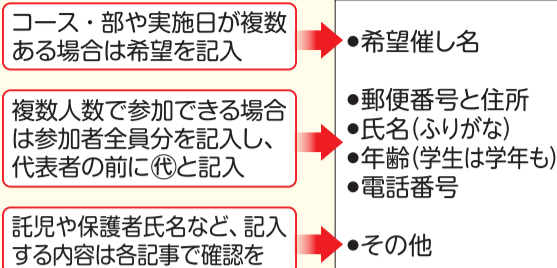 コース・部や実施日が複数
ある場合は希望を記入
●希望催し名
複数人数で参加できる場合
は参加者全員分を記入し、
代表者の前に㈹と記入
●郵便番号と住所
●氏名(ふりがな)
●年齢(学生は学年も)
●電話番号
託児や保護者氏名など、記入
する内容は各記事で確認を
●その他